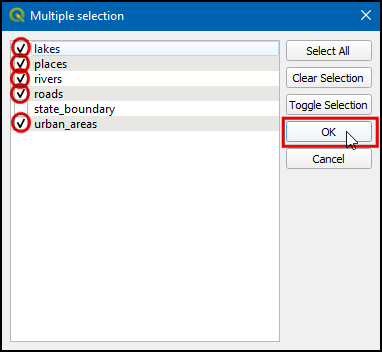 Multiple selection
lakes
places
rivers
roads
state_boundary
urban_areas
Select All
Clear Selection
Toggle Selection
OK
Cancel